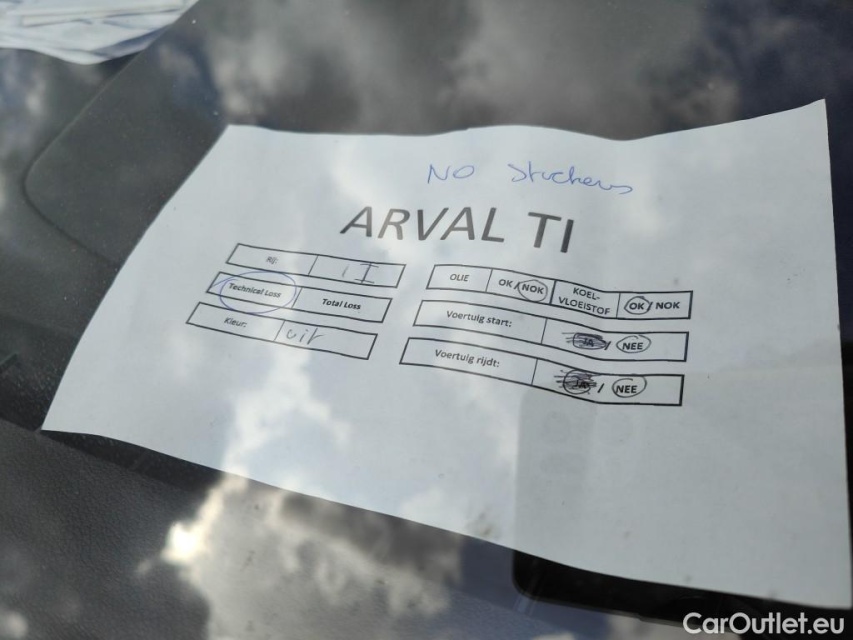 No stickers
ARVAL TI
Rij: I
Technical Loss Total Loss
Kleur: wit
OLIE OK/NOK KOEL-VLOEISTOF OK/ NOK
Voertuig start: JA / NEE
Voertuig rijdt: JA / NEE
CarOutlet.eu